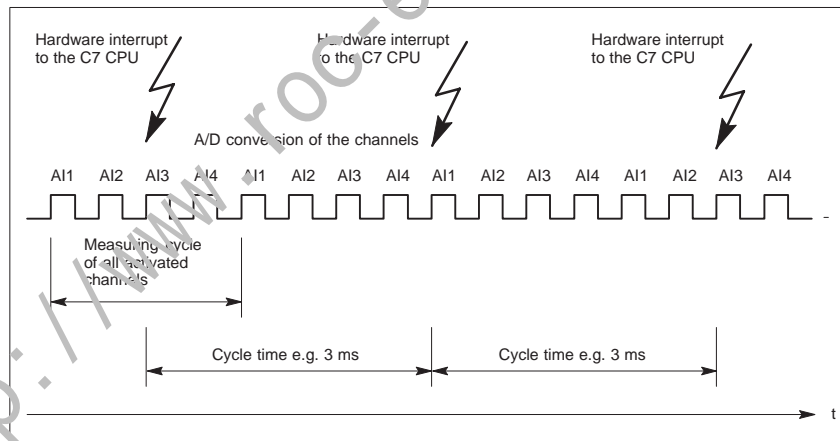 Hardware interrupt
to the C7 CPU
Hardware interrupt
to the C7 CPU
Hardware interrupt
to the C7 CPU
A/D conversion of the channels
AI1 AI2 AI3 AI4 AI1 AI2 AI3 AI4 AI1 AI2 AI3 AI4 AI1 AI2 AI3 AI4
Measuring cycle
of all activated
channels
Cycle time e.g. 3 ms
Cycle time e.g. 3 ms
t
p://www.roc-e